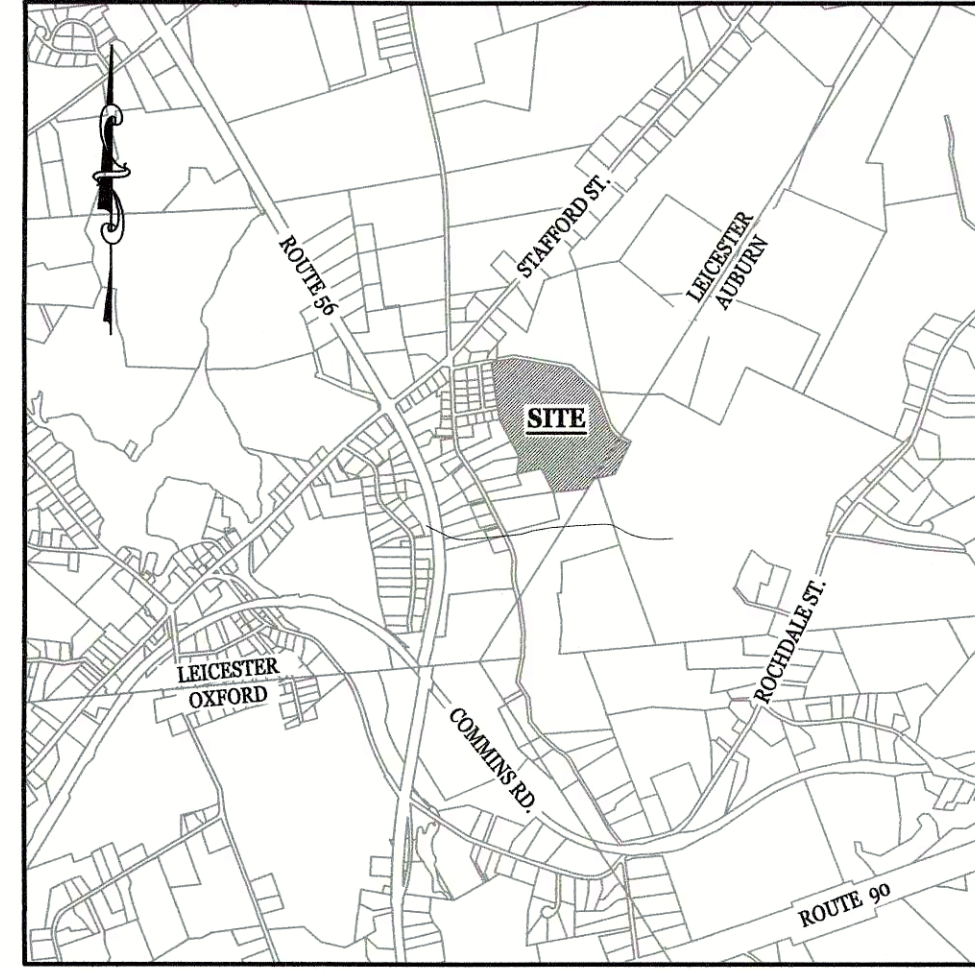 ROUTE 56
STAFFORD ST.
LEICESTER
AUBURN
SITE
ROCHDALE ST.
LEICESTER
OXFORD
COMMINS RD.
ROUTE 90